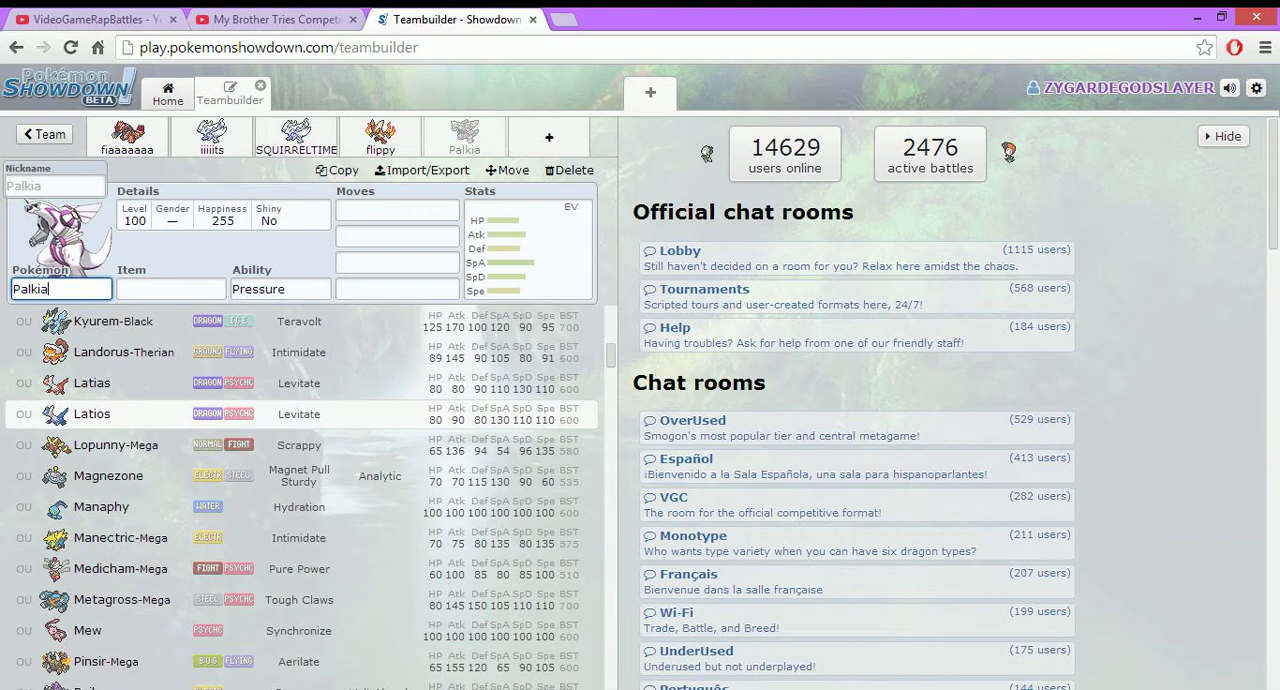 VideoGameRapBattles - Yo
My Brother Tries Competi
Teambuilder - Showdown
play.pokemonshowdown.com/teambuilder
Pokémon
SHOWDOWN!
BETA
Home
Teambuilder
+
ZYGARDEGODSLAYER
Team
fiaaaaaaa
iiiiits
SQUIRRELTIME
flippy
Palkia
+
Copy Import/Export Move Delete
Nickname
Palkia
Details
Level Gender Happiness Shiny
100 — 255 No
Moves
Stats
EV
HP
Atk
Def
SpA
SpD
Spe
Pokémon Item Ability
Palkia
Pressure
OU Kyurem-Black DRAGON ICE Teravolt HP Atk Def SpA SpD Spe BST
125 170 100 120 90 95 700
OU Landorus-Therian GROUND FLYING Intimidate HP Atk Def SpA SpD Spe BST
89 145 90 105 80 91 600
OU Latias DRAGON PSYCHC Levitate HP Atk Def SpA SpD Spe BST
80 80 90 110 130 110 600
OU Latios DRAGON PSYCHC Levitate HP Atk Def SpA SpD Spe BST
80 90 80 130 110 110 600
OU Lopunny-Mega NORMAL FIGHT Scrappy HP Atk Def SpA SpD Spe BST
65 136 94 54 96 135 580
OU Magnezone ELECTR STEEL Magnet Pull Sturdy Analytic HP Atk Def SpA SpD Spe BST
70 70 115 130 90 60 535
OU Manaphy WATER Hydration HP Atk Def SpA SpD Spe BST
100 100 100 100 100 100 600
OU Manectric-Mega ELECTR Intimidate HP Atk Def SpA SpD Spe BST
70 75 80 135 80 135 575
OU Medicham-Mega FIGHT PSYCHC Pure Power HP Atk Def SpA SpD Spe BST
60 100 85 80 85 100 510
OU Metagross-Mega STEEL PSYCHC Tough Claws HP Atk Def SpA SpD Spe BST
80 145 150 105 110 110 700
OU Mew PSYCHC Synchronize HP Atk Def SpA SpD Spe BST
100 100 100 100 100 100 600
OU Pinsir-Mega BUG FLYING Aerilate HP Atk Def SpA SpD Spe BST
65 155 120 65 90 105 600
14629
users online
2476
active battles
Hide
Official chat rooms
Lobby (1115 users)
Still haven't decided on a room for you? Relax here amidst the chaos.
Tournaments (568 users)
Scripted tours and user-created formats here, 24/7!
Help (184 users)
Having troubles? Ask for help from one of our friendly staff!
Chat rooms
OverUsed (529 users)
Smogon's most popular tier and central metagame!
Español (413 users)
¡Bienvenido a la Sala Española, una sala para hispanoparlantes!
VGC (282 users)
The room for the official competitive format!
Monotype (211 users)
Who wants type variety when you can have six dragon types?
Français (207 users)
Bienvenue dans la salle française
Wi-Fi (199 users)
Trade, Battle, and Breed!
UnderUsed (175 users)
Underused but not underplayed!
Português (144 users)